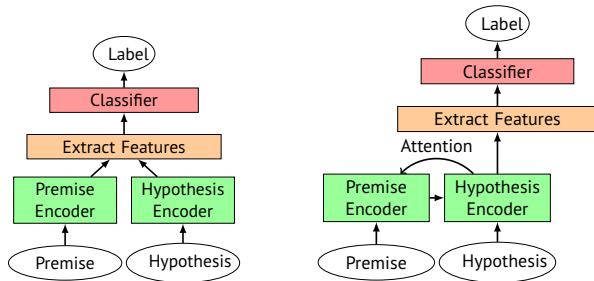 Label
Classifier
Extract Features
Premise
Encoder
Hypothesis
Encoder
Premise
Hypothesis
Label
Classifier
Extract Features
Attention
Premise
Encoder
Hypothesis
Encoder
Premise
Hypothesis